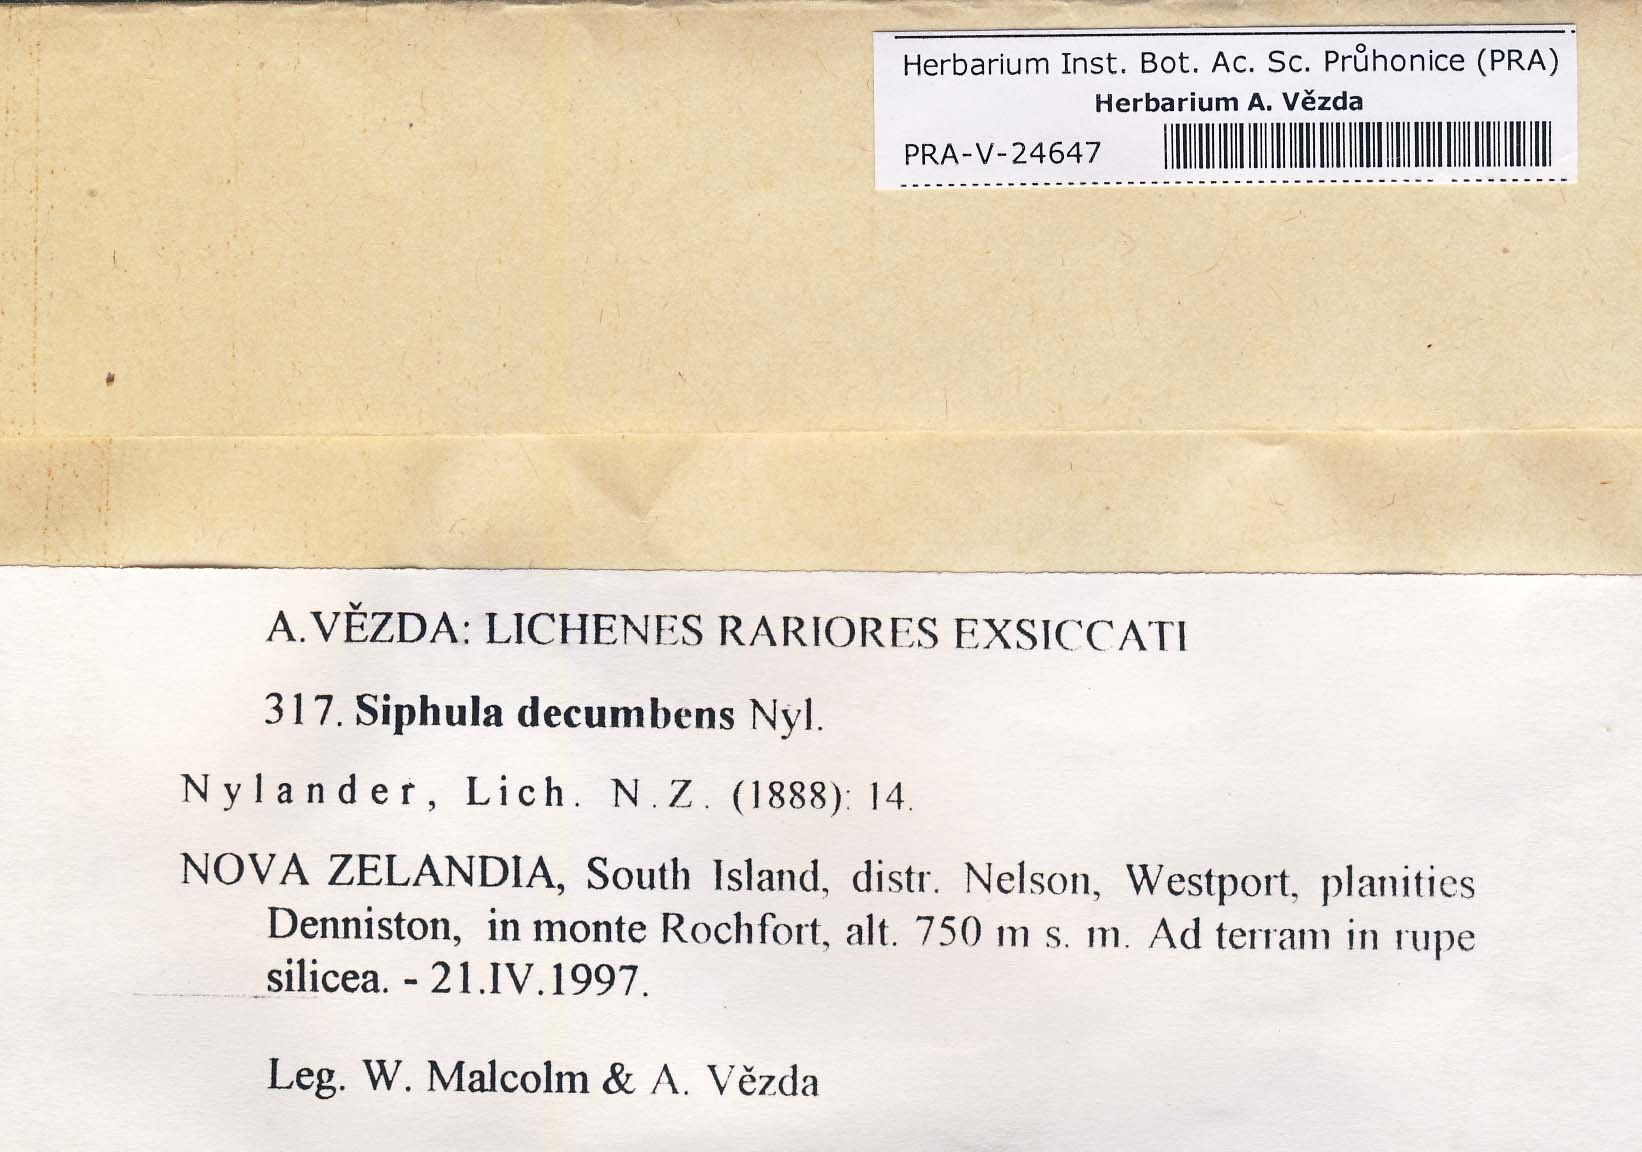 Herbarium Inst. Bot. Ac. Sc. Průhonice (PRA)
Herbarium A. Vězda
PRA-V-24647
A.VĚZDA: LICHENES RARIORES EXSICCATI
317. Siphula decumbens Nyl.
Nylander, Lich. N.Z. (1888): 14.
NOVA ZELANDIA, South Island, distr. Nelson, Westport, planities
Denniston, in monte Rochfort, alt. 750 m s. m. Ad terram in rupe
silicea. - 21.IV.1997.
Leg. W. Malcolm & A. Vězda